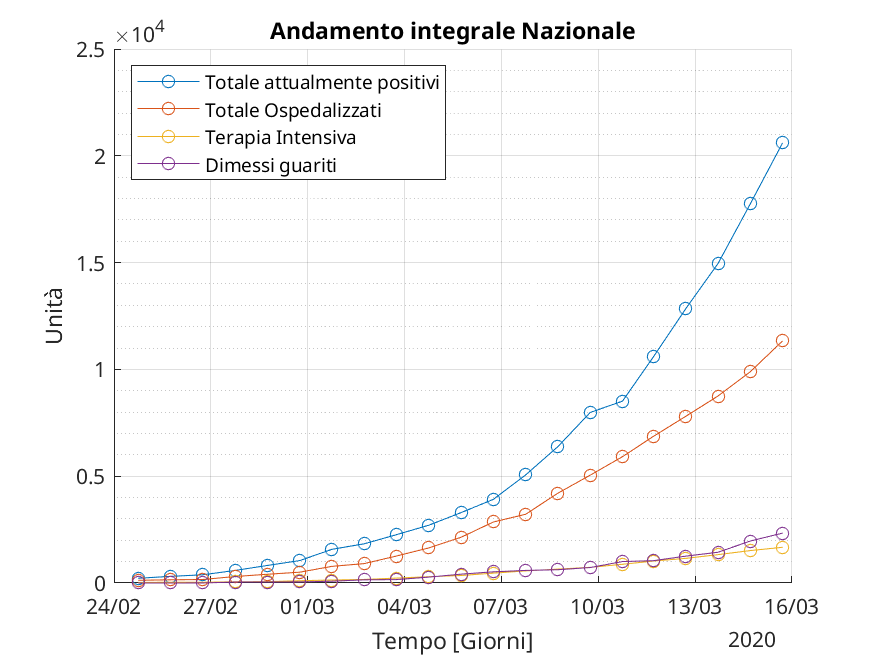 Andamento integrale Nazionale
×10⁴
2.5
2
1.5
1
0.5
0
Unità
Totale attualmente positivi
Totale Ospedalizzati
Terapia Intensiva
Dimessi guariti
24/02 27/02 01/03 04/03 07/03 10/03 13/03 16/03
Tempo [Giorni]
2020